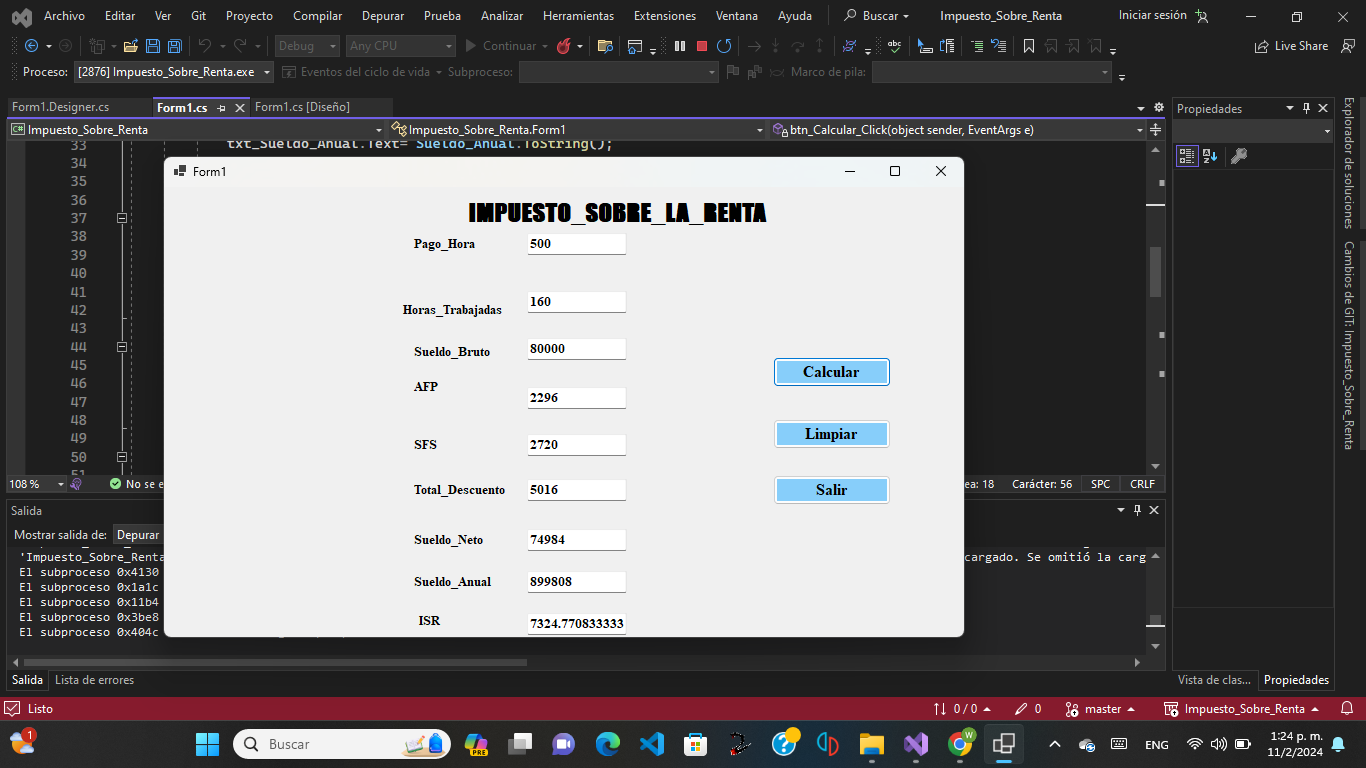 Archivo Editar Ver Git Proyecto Compilar Depurar Prueba Analizar Herramientas Extensiones Ventana Ayuda Buscar Impuesto_Sobre_Renta Iniciar sesión
Debug Any CPU Continuar abc Live Share
Proceso: [2876] Impuesto_Sobre_Renta.exe Eventos del ciclo de vida Subproceso: Marco de pila:
Form1.Designer.cs Form1.cs Form1.cs [Diseño]
Impuesto_Sobre_Renta Impuesto_Sobre_Renta.Form1 btn_Calcular_Click(object sender, EventArgs e)
33 txt_Sueldo_Anual.Text= Sueldo_Anual.ToString();
34
35
36
37
38
39
40
41
42
43
44
45
46
47
48
49
50
51
Form1
IMPUESTO_SOBRE_LA_RENTA
Pago_Hora 500
Horas_Trabajadas 160
Sueldo_Bruto 80000
AFP 2296
SFS 2720
Total_Descuento 5016
Sueldo_Neto 74984
Sueldo_Anual 899808
ISR 7324.770833333
Calcular
Limpiar
Salir
Propiedades
Explorador de soluciones
Cambios de GIT: Impuesto_Sobre_Renta
108 % No se e ea: 18 Carácter: 56 SPC CRLF
Salida
Mostrar salida de: Depurar
'Impuesto_Sobre_Renta cargado. Se omitió la carg
El subproceso 0x4130
El subproceso 0x1a1c
El subproceso 0x11b4
El subproceso 0x3be8
El subproceso 0x404c
Salida Lista de errores
Vista de clas... Propiedades
Listo 0 / 0 0 master Impuesto_Sobre_Renta
1 Buscar PRE W ENG 1:24 p. m.
11/2/2024